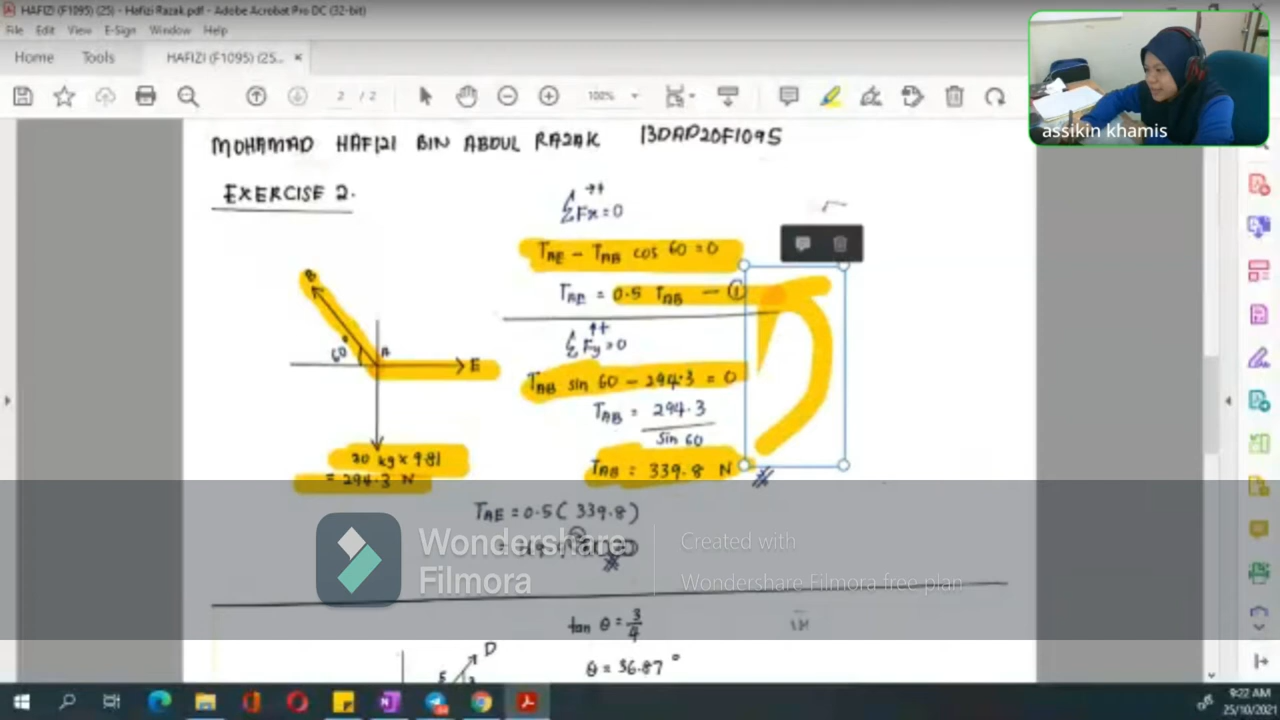 HAFIZI (F1095) (25) - Hafizi Razak.pdf - Adobe Acrobat Pro DC (32-bit)
File Edit View E-Sign Window Help
Home Tools HAFIZI (F1095) (25... ×
2 / 2 100%
assikin khamis
MOHAMAD HAFIZI BIN ABDUL RAZAK 13DAP20F1095
EXERCISE 2.
ΣFx=0
TAE - TAB cos 60 = 0
TAE = 0.5 TAB - ①
ΣFy=0
TAB sin 60 - 294.3 = 0
TAB = 294.3
sin 60
TAB = 339.8 N
B
60°
A
E
30 kg x 9.81
= 294.3 N
TAE = 0.5 ( 339.8 )
Wondershare
Filmora
Created with
Wondershare Filmora free plan
tan θ = 3/4
θ = 36.87°
D
9:22 AM
25/10/2021